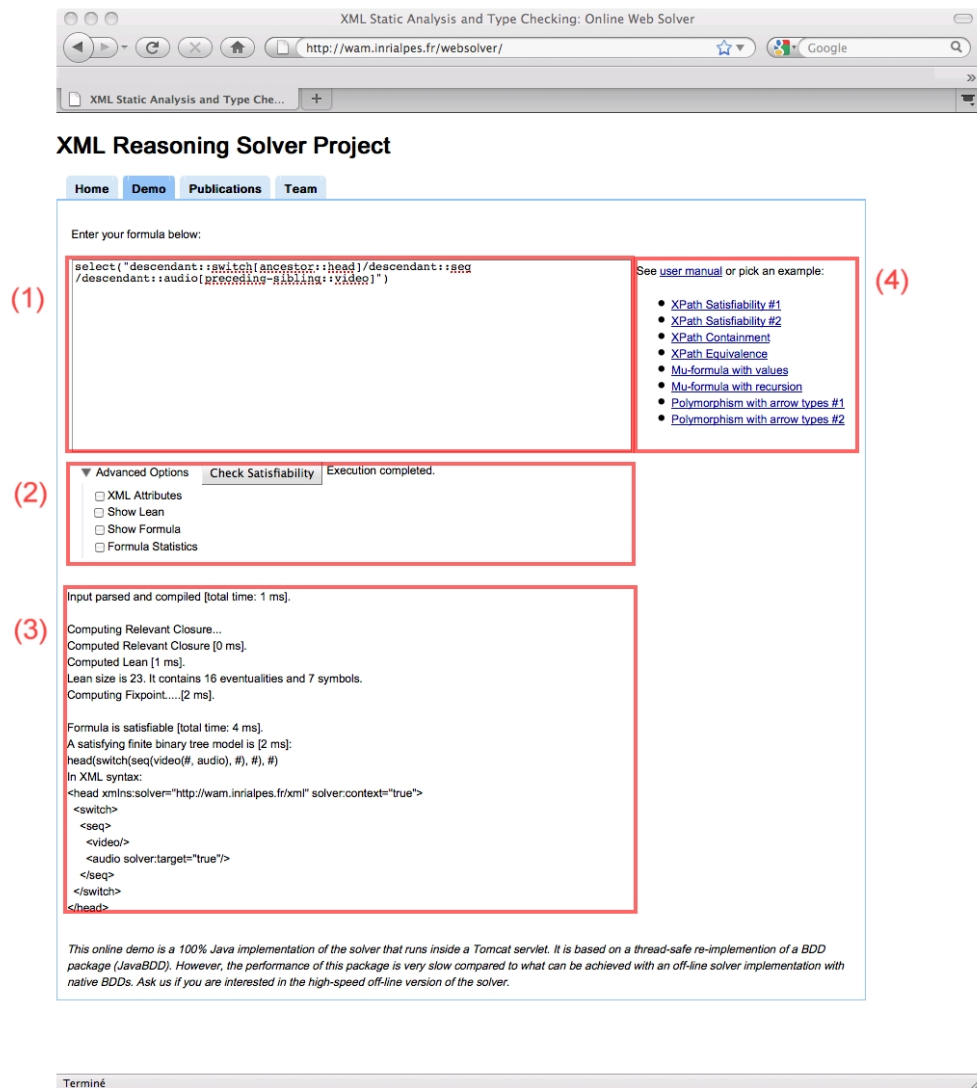 XML Static Analysis and Type Checking: Online Web Solver
http://wam.inrialpes.fr/websolver/
Google
»
XML Static Analysis and Type Che...
+
XML Reasoning Solver Project
Home Demo Publications Team
Enter your formula below:
(1)
select("descendant::switch[ancestor::head]/descendant::seq
/descendant::audio[preceding-sibling::video]")
See user manual or pick an example:
(4)
• XPath Satisfiability #1
• XPath Satisfiability #2
• XPath Containment
• XPath Equivalence
• Mu-formula with values
• Mu-formula with recursion
• Polymorphism with arrow types #1
• Polymorphism with arrow types #2
(2)
▼ Advanced Options Check Satisfiability Execution completed.
XML Attributes
Show Lean
Show Formula
Formula Statistics
(3)
Input parsed and compiled [total time: 1 ms].
Computing Relevant Closure...
Computed Relevant Closure [0 ms].
Computed Lean [1 ms].
Lean size is 23. It contains 16 eventualities and 7 symbols.
Computing Fixpoint.....[2 ms].
Formula is satisfiable [total time: 4 ms].
A satisfying finite binary tree model is [2 ms]:
head(switch(seq(video(#, audio), #), #), #)
In XML syntax:
<head xmlns:solver="http://wam.inrialpes.fr/xml" solver:context="true">
<switch>
<seq>
<video/>
<audio solver:target="true"/>
</seq>
</switch>
</head>
This online demo is a 100% Java implementation of the solver that runs inside a Tomcat servlet. It is based on a thread-safe re-implemention of a BDD
package (JavaBDD). However, the performance of this package is very slow compared to what can be achieved with an off-line solver implementation with
native BDDs. Ask us if you are interested in the high-speed off-line version of the solver.
Terminé